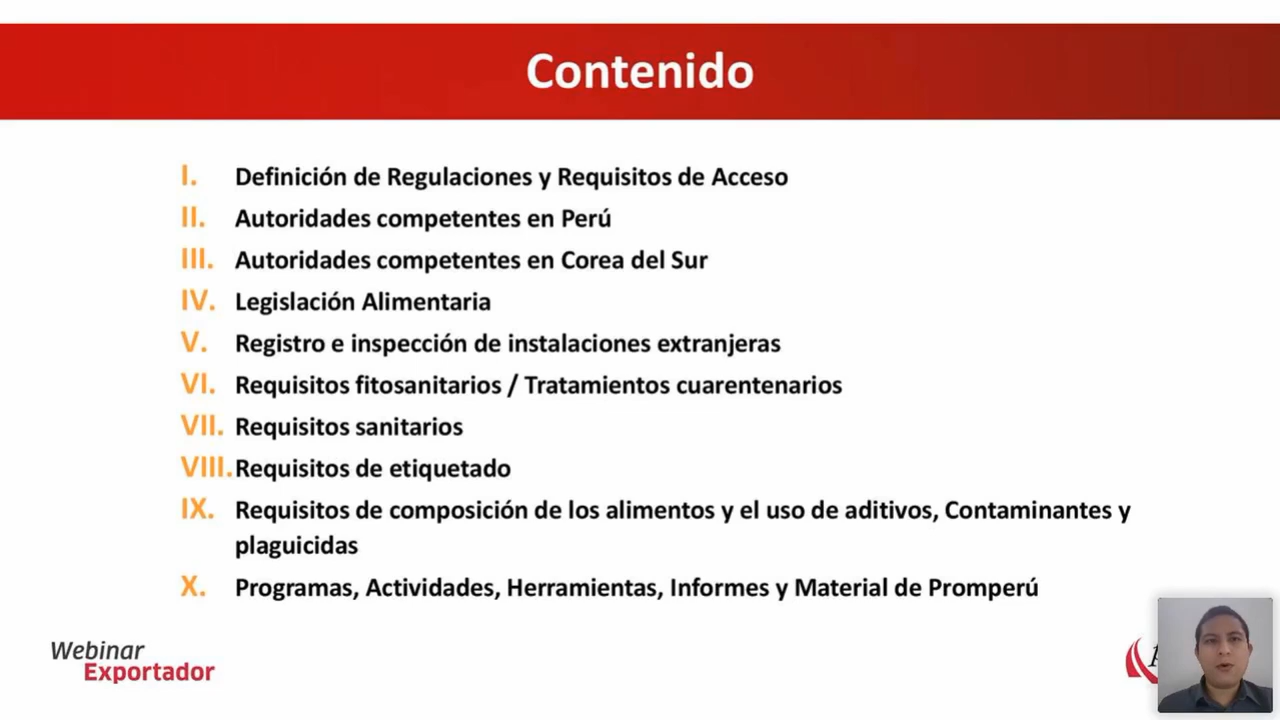 Contenido
I. Definición de Regulaciones y Requisitos de Acceso
II. Autoridades competentes en Perú
III. Autoridades competentes en Corea del Sur
IV. Legislación Alimentaria
V. Registro e inspección de instalaciones extranjeras
VI. Requisitos fitosanitarios / Tratamientos cuarentenarios
VII. Requisitos sanitarios
VIII. Requisitos de etiquetado
IX. Requisitos de composición de los alimentos y el uso de aditivos, Contaminantes y
plaguicidas
X. Programas, Actividades, Herramientas, Informes y Material de Promperú
Webinar
Exportador